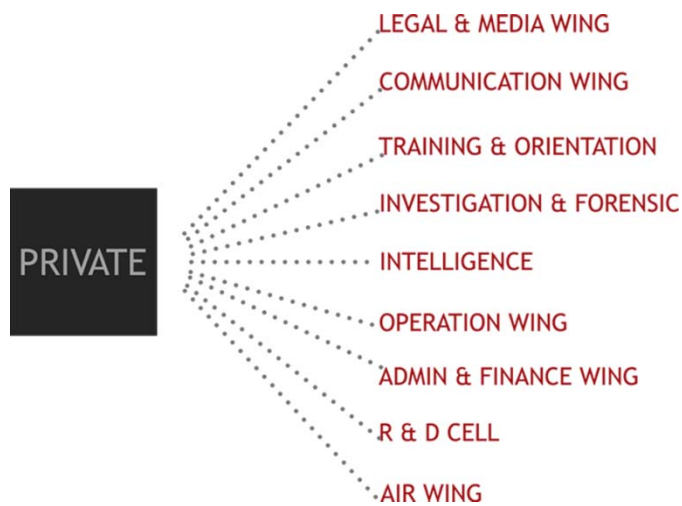 LEGAL & MEDIA WING
COMMUNICATION WING
TRAINING & ORIENTATION
INVESTIGATION & FORENSIC
PRIVATE
INTELLIGENCE
OPERATION WING
ADMIN & FINANCE WING
R & D CELL
AIR WING